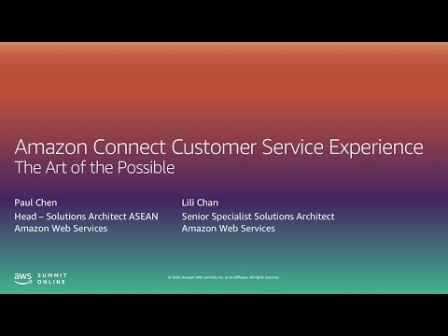 Amazon Connect Customer Service Experience
The Art of the Possible
Paul Chen
Head – Solutions Architect ASEAN
Amazon Web Services
Lili Chan
Senior Specialist Solutions Architect
Amazon Web Services
aws SUMMIT
ONLINE
© 2020, Amazon Web Services, Inc. or its affiliates. All rights reserved.